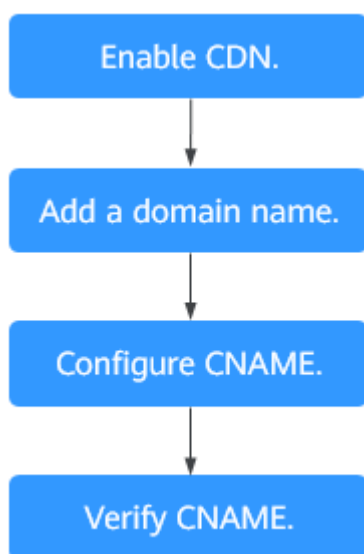 Enable CDN.
Add a domain name.
Configure CNAME.
Verify CNAME.